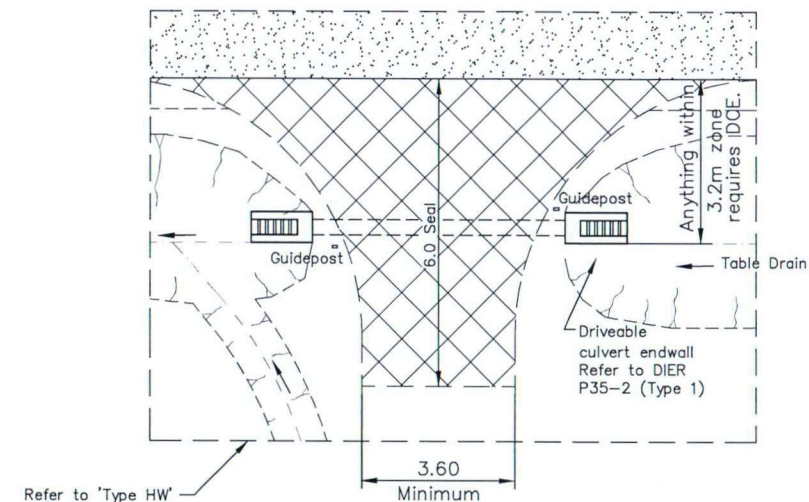 Anything within
3.2m zone
requires DCE.
Guidepost
6.0 Seal
Guidepost
Table Drain
Driveable
culvert endwall
Refer to DIER
P35-2 (Type 1)
3.60
Minimum
Refer to 'Type HW'